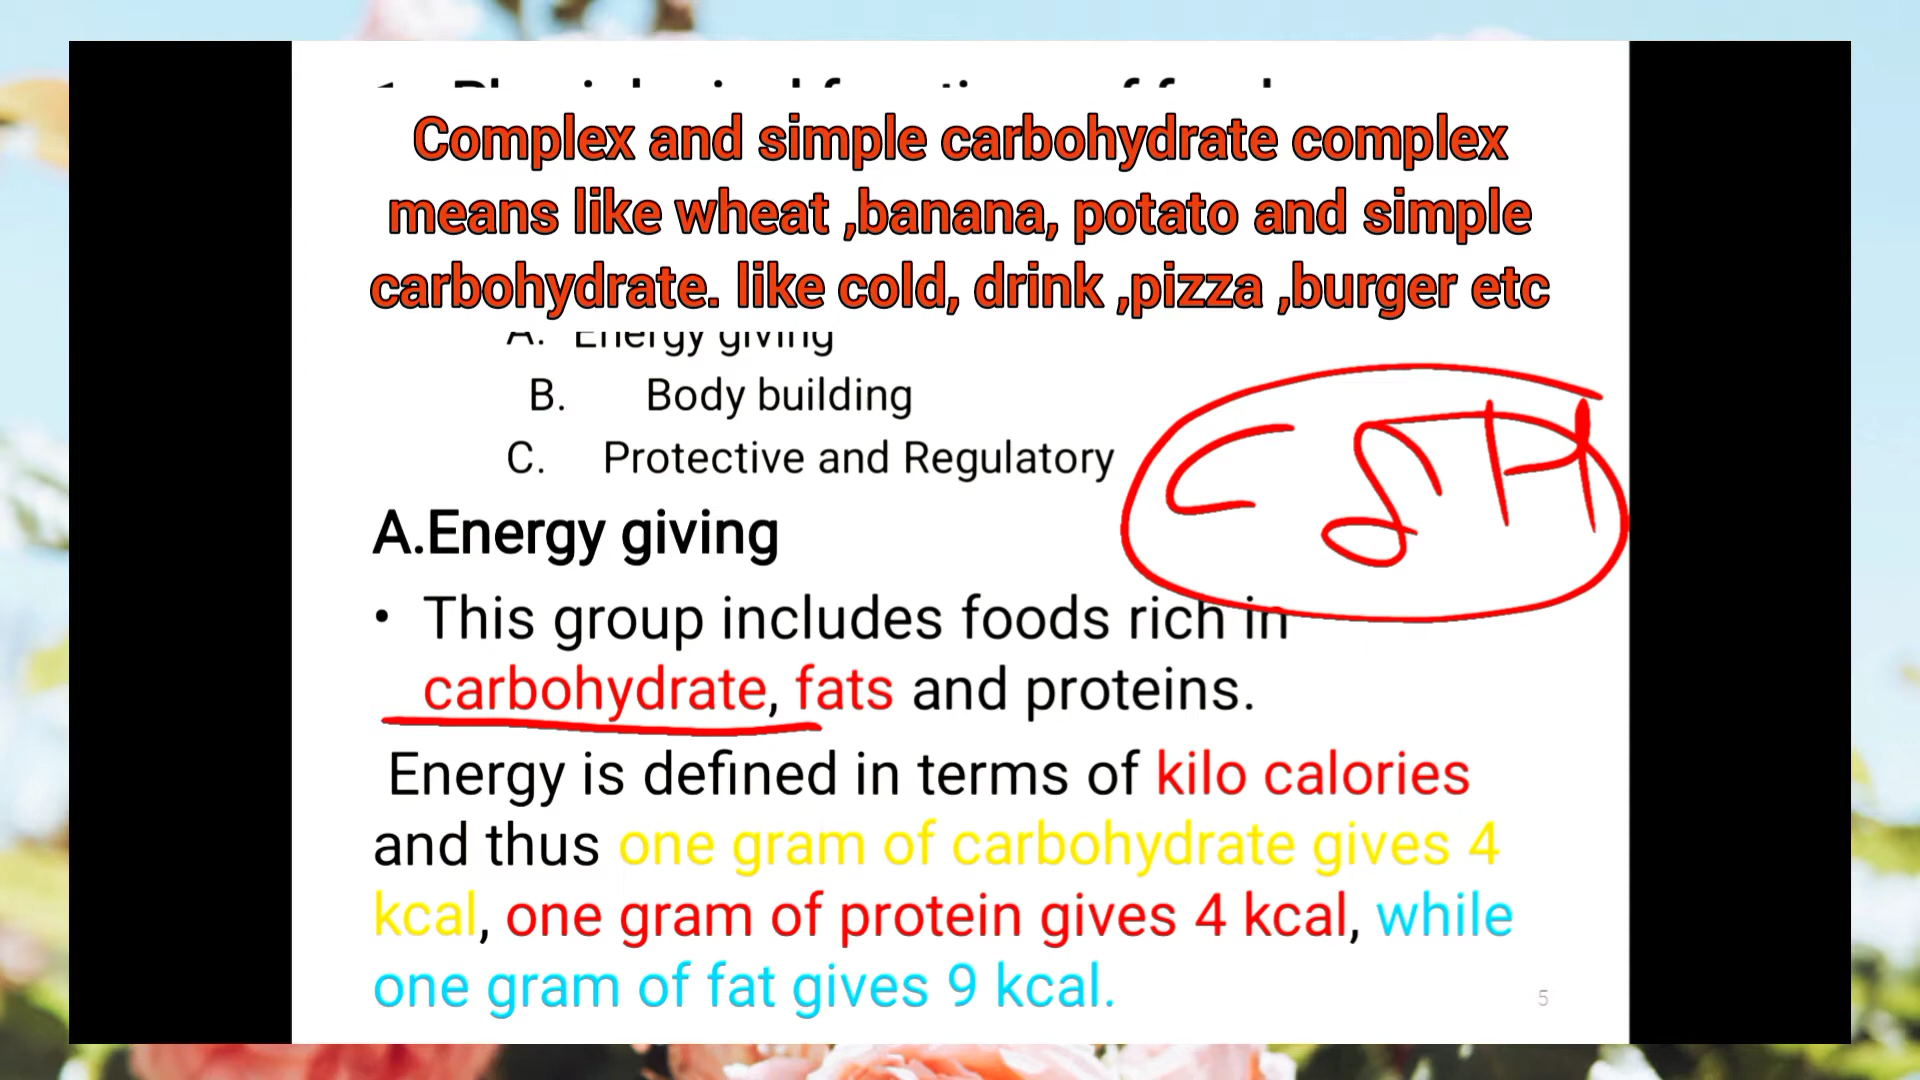 Complex and simple carbohydrate complex
means like wheat ,banana, potato and simple
carbohydrate. like cold, drink ,pizza ,burger etc
A. Energy giving
B. Body building
C. Protective and Regulatory
A.Energy giving
• This group includes foods rich in
carbohydrate, fats and proteins.
Energy is defined in terms of kilo calories
and thus one gram of carbohydrate gives 4
kcal, one gram of protein gives 4 kcal, while
one gram of fat gives 9 kcal.
5